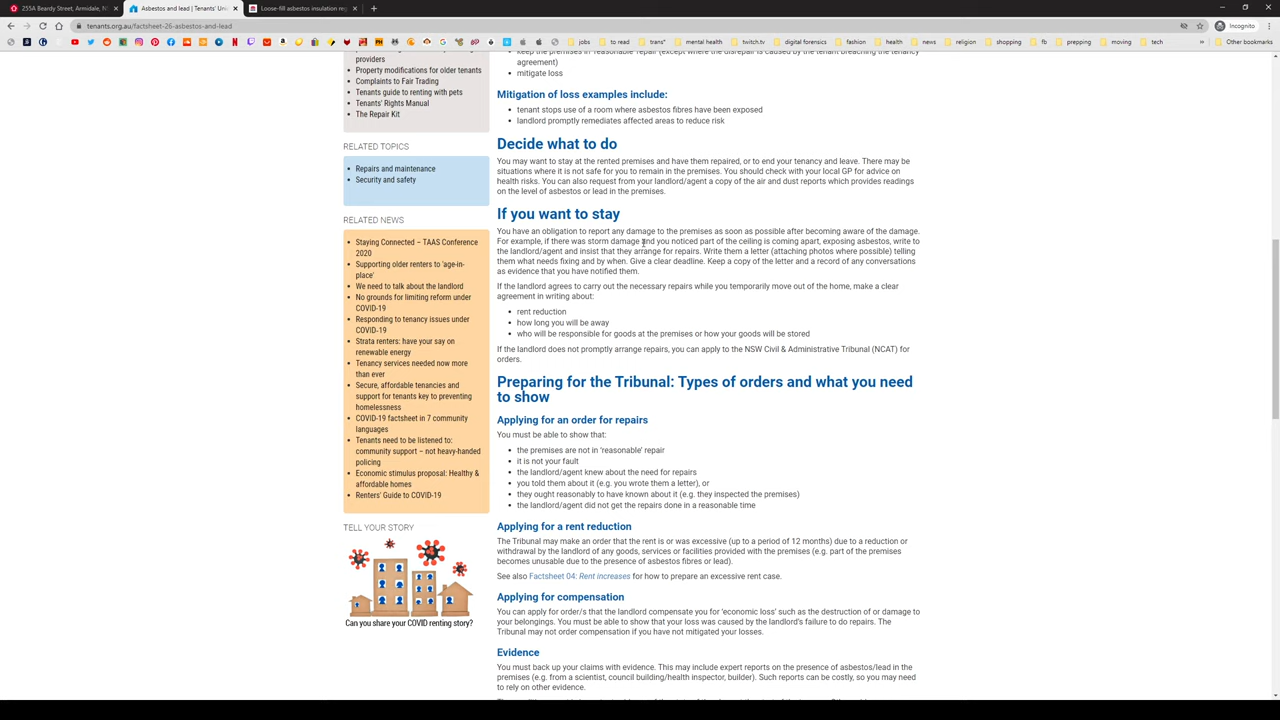 255A Beardy Street, Armidale, N
Asbestos and lead | Tenants' Un
Loose-fill asbestos insulation re
tenants.org.au/factsheet-26-asbestos-and-lead
Incognito
jobs
to read
trans*
mental health
twitch.tv
digital forensics
fashion
health
news
religion
shopping
fb
prepping
moving
tech
Other bookmarks
providers
Property modifications for older tenants
Complaints to Fair Trading
Tenants guide to renting with pets
Tenants' Rights Manual
The Repair Kit
RELATED TOPICS
Repairs and maintenance
Security and safety
RELATED NEWS
Staying Connected – TAAS Conference
2020
Supporting older renters to 'age-in-
place'
We need to talk about the landlord
No grounds for limiting reform under
COVID-19
Responding to tenancy issues under
COVID-19
Strata renters: have your say on
renewable energy
Tenancy services needed now more
than ever
Secure, affordable tenancies and
support for tenants key to preventing
homelessness
COVID-19 factsheet in 7 community
languages
Tenants need to be listened to:
community support – not heavy-handed
policing
Economic stimulus proposal: Healthy &
affordable homes
Renters' Guide to COVID-19
TELL YOUR STORY
Can you share your COVID renting story?
keep the premises in 'reasonable' repair (except where the disrepair is caused by the tenant breaching the tenancy
agreement)
mitigate loss
Mitigation of loss examples include:
tenant stops use of a room where asbestos fibres have been exposed
landlord promptly remediates affected areas to reduce risk
Decide what to do
You may want to stay at the rented premises and have them repaired, or to end your tenancy and leave. There may be
situations where it is not safe for you to remain in the premises. You should check with your local GP for advice on
health risks. You can also request from your landlord/agent a copy of the air and dust reports which provides readings
on the level of asbestos or lead in the premises.
If you want to stay
You have an obligation to report any damage to the premises as soon as possible after becoming aware of the damage.
For example, if there was storm damage and you noticed part of the ceiling is coming apart, exposing asbestos, write to
the landlord/agent and insist that they arrange for repairs. Write them a letter (attaching photos where possible) telling
them what needs fixing and by when. Give a clear deadline. Keep a copy of the letter and a record of any conversations
as evidence that you have notified them.
If the landlord agrees to carry out the necessary repairs while you temporarily move out of the home, make a clear
agreement in writing about:
rent reduction
how long you will be away
who will be responsible for goods at the premises or how your goods will be stored
If the landlord does not promptly arrange repairs, you can apply to the NSW Civil & Administrative Tribunal (NCAT) for
orders.
Preparing for the Tribunal: Types of orders and what you need
to show
Applying for an order for repairs
You must be able to show that:
the premises are not in 'reasonable' repair
it is not your fault
the landlord/agent knew about the need for repairs
you told them about it (e.g. you wrote them a letter), or
they ought reasonably to have known about it (e.g. they inspected the premises)
the landlord/agent did not get the repairs done in a reasonable time
Applying for a rent reduction
The Tribunal may make an order that the rent is or was excessive (up to a period of 12 months) due to a reduction or
withdrawal by the landlord of any goods, services or facilities provided with the premises (e.g. part of the premises
becomes unusable due to the presence of asbestos fibres or lead).
See also Factsheet 04: Rent increases for how to prepare an excessive rent case.
Applying for compensation
You can apply for order/s that the landlord compensate you for 'economic loss' such as the destruction of or damage to
your belongings. You must be able to show that your loss was caused by the landlord's failure to do repairs. The
Tribunal may not order compensation if you have not mitigated your losses.
Evidence
You must back up your claims with evidence. This may include expert reports on the presence of asbestos/lead in the
premises (e.g. from a scientist, council building/health inspector, builder). Such reports can be costly, so you may need
to rely on other evidence.